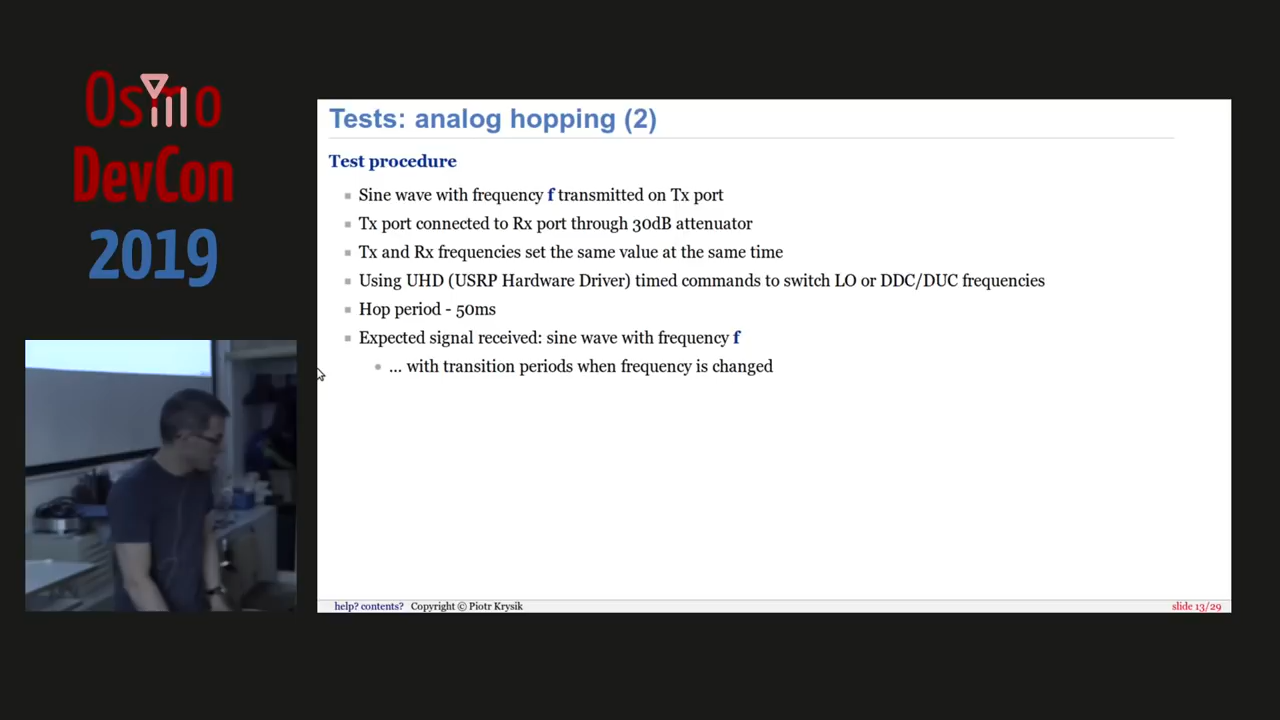 Osmo
DevCon
2019
Tests: analog hopping (2)
Test procedure
Sine wave with frequency f transmitted on Tx port
Tx port connected to Rx port through 30dB attenuator
Tx and Rx frequencies set the same value at the same time
Using UHD (USRP Hardware Driver) timed commands to switch LO or DDC/DUC frequencies
Hop period - 50ms
Expected signal received: sine wave with frequency f
... with transition periods when frequency is changed
help? contents? Copyright © Piotr Krysik
slide 13/29